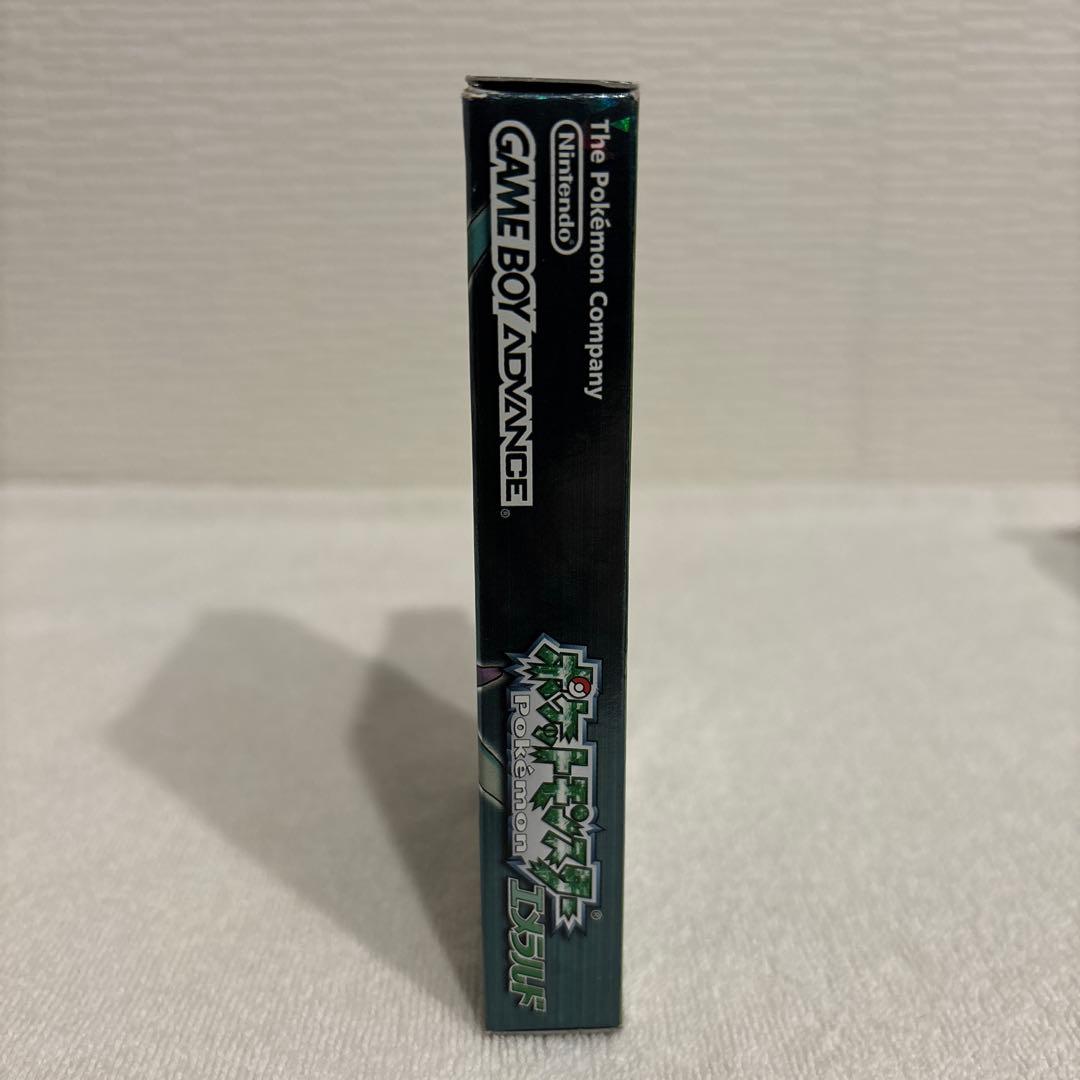 The Pokémon Company
Nintendo®
GAME BOY ADVANCE®
ポケットモンスター®
Pokémon
エメラルド